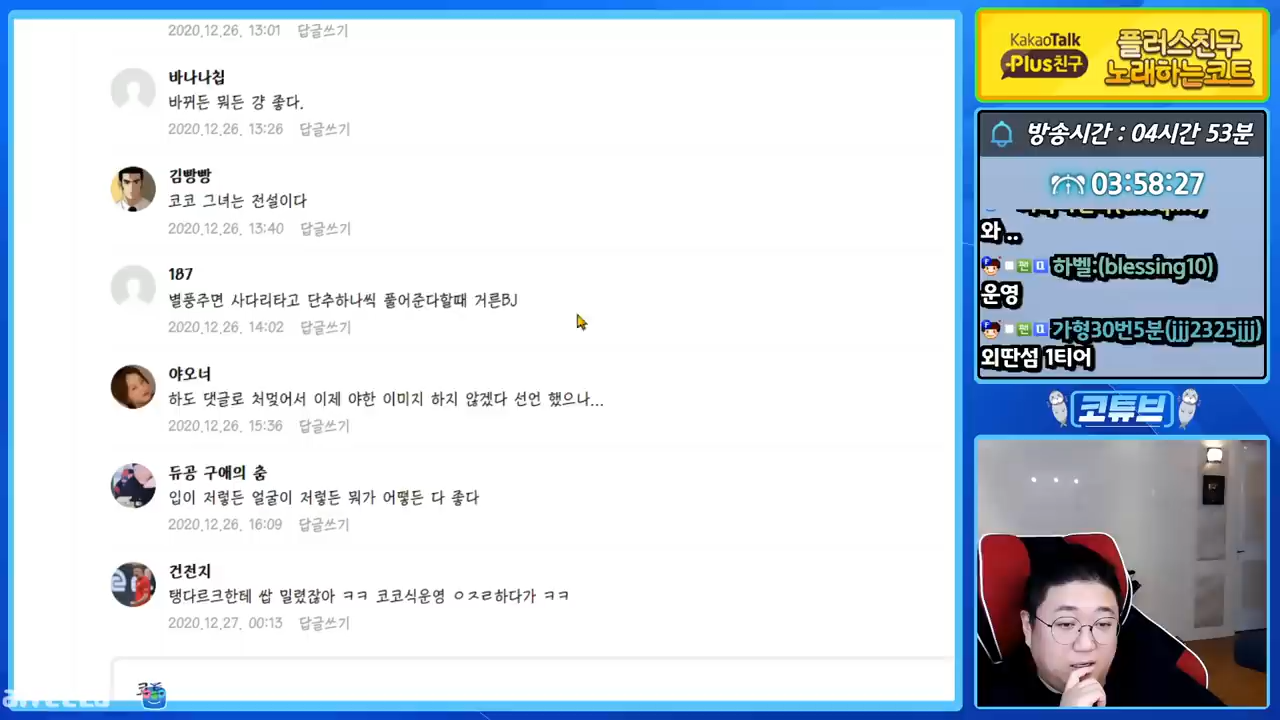 2020.12.26. 13:01 답글쓰기
바나나칩
바뀌든 뭐든 걍 좋다.
2020.12.26. 13:26 답글쓰기
김빵빵
코코 그녀는 전설이다
2020.12.26. 13:40 답글쓰기
187
별풍주면 사다리타고 단추하나씩 풀어준다할때 거른BJ
2020.12.26. 14:02 답글쓰기
야오너
하도 댓글로 처멎어서 이제 야한 이미지 하지 않겠다 선언 했으나...
2020.12.26. 15:36 답글쓰기
듀공 구애의 춤
입이 저렇든 얼굴이 저렇든 뭐가 어떻든 다 좋다
2020.12.26. 16:09 답글쓰기
건전지
탱다르크한테 쌉 밀렸잖아 ㅋㅋ 코코식운영 ㅇㅈㄹ하다가 ㅋㅋ
2020.12.27. 00:13 답글쓰기
KakaoTalk
Plus친구
플러스친구
노래하는코트
방송시간 : 04시간 53분
03:58:27
와 ..
팬 하벨:(blessing10)
운영
팬 가형30번5분(jjj2325jjj)
외딴섬 1티어
코튜브